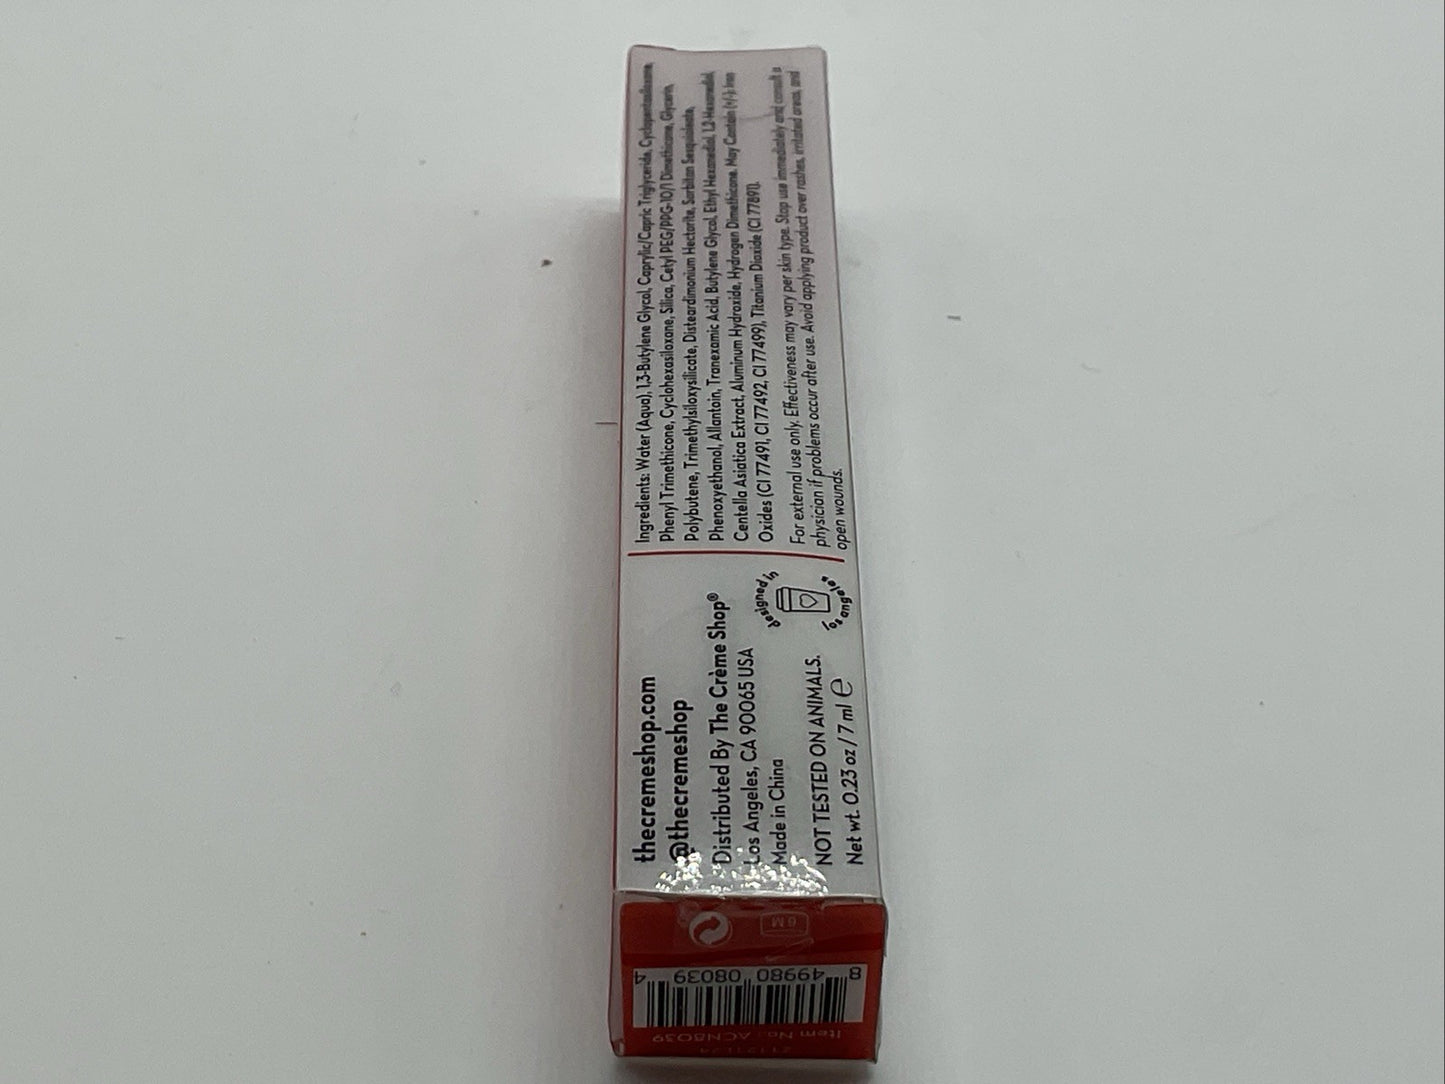 Ingredients: Water (Aqua), 1,3-Butylene Glycol, Caprylic/Capric Triglyceride, Cyclopentasiloxane,
Phenyl Trimethicone, Cyclohexasiloxane, Silica, Cetyl PEG/PPG-10/1 Dimethicone, Glycerin,
Polybutene, Trimethylsiloxysilicate, Disteardimonium Hectorite, Sorbitan Sesquioleate,
Phenoxyethanol, Allantoin, Tranexamic Acid, Butylene Glycol, Ethyl Hexanediol, 1,2-Hexanediol,
Centella Asiatica Extract, Aluminum Hydroxide, Hydrogen Dimethicone. May Contain (+/-): Iron
Oxides (CI 77491, CI 77492, CI 77499), Titanium Dioxide (CI 77891).
For external use only. Effectiveness may vary per skin type. Stop use immediately and consult a
physician if problems occur after use. Avoid applying product over rashes, irritated areas, and
open wounds.
thecremeshop.com
@thecremeshop
Distributed By The Crème Shop®
Los Angeles, CA 90065 USA
Made in China
designed in
los angeles
NOT TESTED ON ANIMALS.
Net wt. 0.23 oz / 7 ml ℮
6M
8 49980 08039 4
Item No.: ACN8039